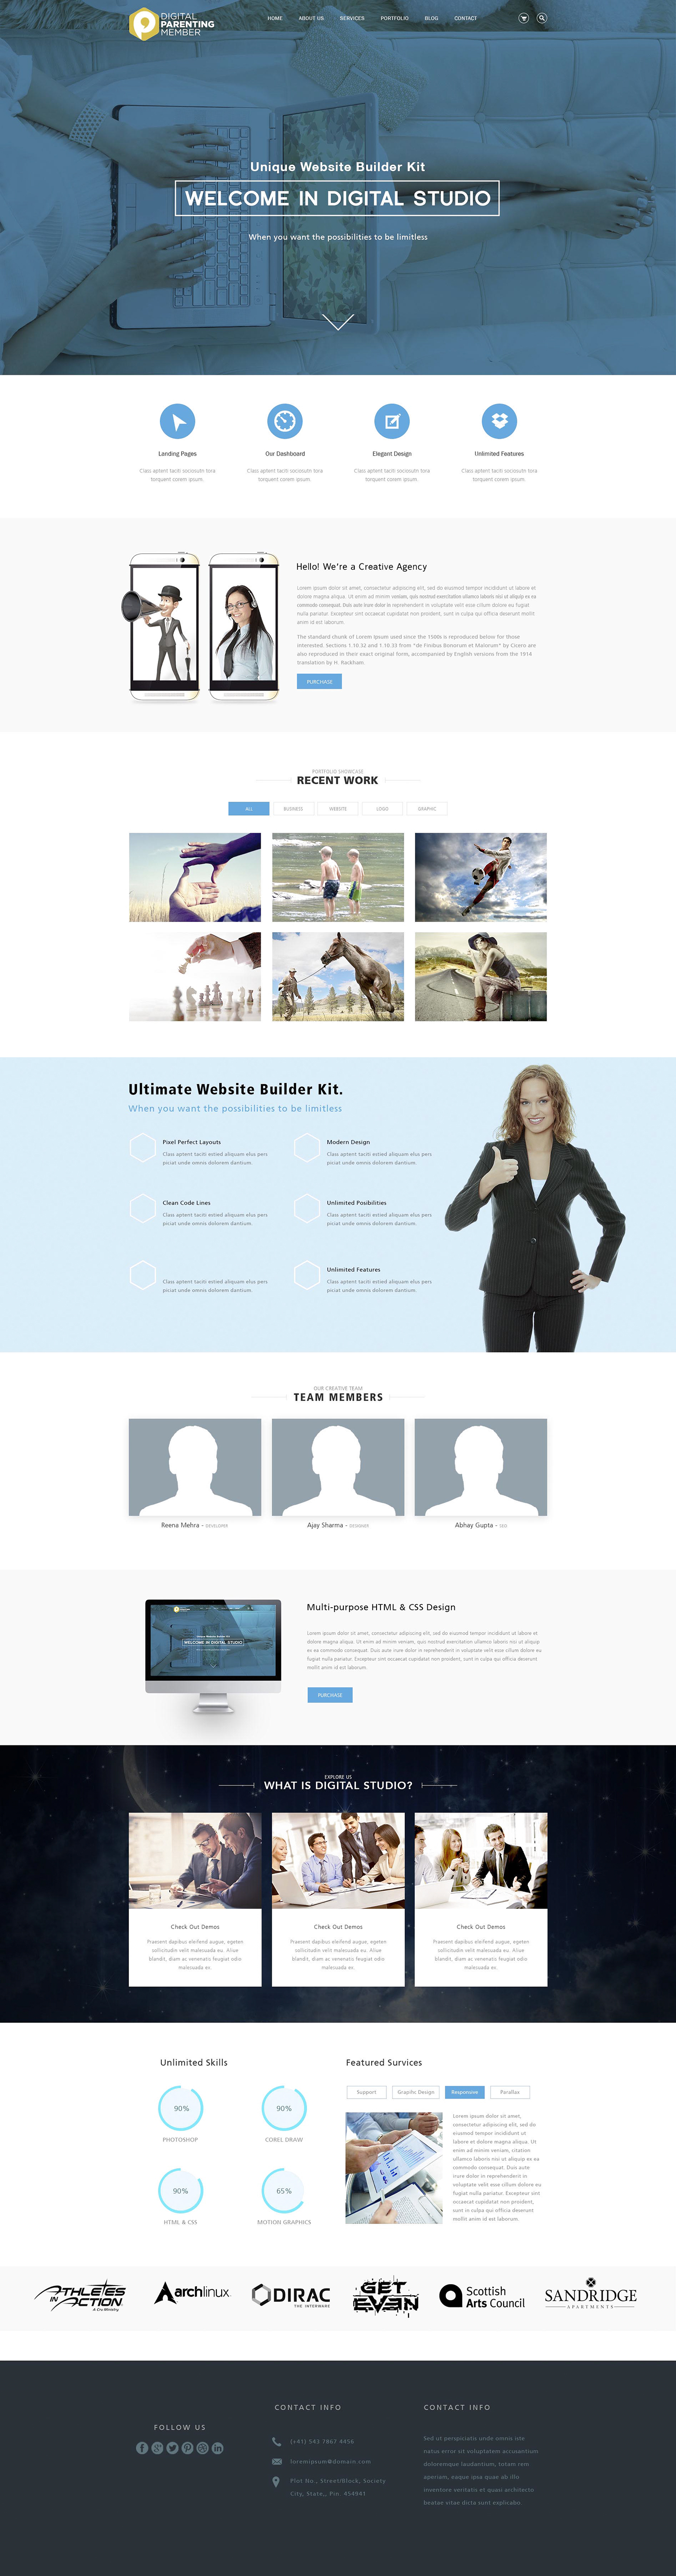 DIGITAL
PARENTING
MEMBER
HOME ABOUT US SERVICES PORTFOLIO BLOG CONTACT
Unique Website Builder Kit
WELCOME IN DIGITAL STUDIO
When you want the possibilities to be limitless
Landing Pages
Class aptent taciti sociosutn tora
torquent conem ipsum.
Our Dashboard
Class aptent taciti sociosutn tora
torquent conem ipsum.
Elegant Design
Class aptent taciti sociosutn tora
torquent conem ipsum.
Unlimited Features
Class aptent taciti sociosutn tora
torquent conem ipsum.
Hello! We're a Creative Agency
Lorem ipsum dolor sit amet, consectetur adipiscing elit, sed do eiusmod tempor incididunt ut labore et
dolore magna aliqua. Ut enim ad minim veniam, quis nostrud exercitation ullamco laboris nisi ut aliquip ex ea
commodo consequat. Duis aute irure dolor in reprehenderit in voluptate velit esse cillum dolore eu fugiat
nulla pariatur. Excepteur sint occaecat cupidatat non proident, sunt in culpa qui officia deserunt mollit
anim id est laborum.
The standard chunk of Lorem Ipsum used since the 1500s is reproduced below for those
interested. Sections 1.10.32 and 1.10.33 from "de Finibus Bonorum et Malorum" by Cicero are
also reproduced in their exact original form, accompanied by English versions from the 1914
translation by H. Rackham.
PURCHASE
PORTFOLIO SHOWCASE
RECENT WORK
ALL BUSINESS WEBSITE LOGO GRAPHIC
Ultimate Website Builder Kit.
When you want the possibilities to be limitless
Pixel Perfect Layouts
Class aptent taciti estied aliquam elus pers
piciat unde omnis dolorem dantium.
Modern Design
Class aptent taciti estied aliquam elus pers
piciat unde omnis dolorem dantium.
Clean Code Lines
Class aptent taciti estied aliquam elus pers
piciat unde omnis dolorem dantium.
Unlimited Posibilities
Class aptent taciti estied aliquam elus pers
piciat unde omnis dolorem dantium.
Class aptent taciti estied aliquam elus pers
piciat unde omnis dolorem dantium.
Unlimited Features
Class aptent taciti estied aliquam elus pers
piciat unde omnis dolorem dantium.
OUR CREATIVE TEAM
TEAM MEMBERS
Reena Mehra - DEVELOPER
Ajay Sharma - DESIGNER
Abhay Gupta - SEO
WELCOME IN DIGITAL STUDIO
Multi-purpose HTML & CSS Design
Lorem ipsum dolor sit amet, consectetur adipiscing elit, sed do eiusmod tempor incididunt ut labore et
dolore magna aliqua. Ut enim ad minim veniam, quis nostrud exercitation ullamco laboris nisi ut aliquip
ex ea commodo consequat. Duis aute irure dolor in reprehenderit in voluptate velit esse cillum dolore eu
fugiat nulla pariatur. Excepteur sint occaecat cupidatat non proident, sunt in culpa qui officia deserunt
mollit anim id est laborum.
PURCHASE
EXPLORE US
WHAT IS DIGITAL STUDIO?
Check Out Demos
Praesent dapibus eleifend augue, egeten
sollicitudin velit malesuada eu. Aliue
blandit, diam ac venenatis feugiat odio
malesuada ex.
Check Out Demos
Praesent dapibus eleifend augue, egeten
sollicitudin velit malesuada eu. Aliue
blandit, diam ac venenatis feugiat odio
malesuada ex.
Check Out Demos
Praesent dapibus eleifend augue, egeten
sollicitudin velit malesuada eu. Aliue
blandit, diam ac venenatis feugiat odio
malesuada ex.
Unlimited Skills
90%
PHOTOSHOP
90%
COREL DRAW
90%
HTML & CSS
65%
MOTION GRAPHICS
Featured Survices
Support Grapihc Design Responsive Parallax
Lorem ipsum dolor sit amet,
consectetur adipiscing elit, sed do
eiusmod tempor incididunt ut
labore et dolore magna aliqua. Ut
enim ad minim veniam, citation
ullamco laboris nisi ut aliquip ex ea
commodo consequat. Duis aute
irure dolor in reprehenderit in
voluptate velit esse cillum dolore eu
fugiat nulla pariatur. Excepteur sint
occaecat cupidatat non proident,
sunt in culpa qui officia deserunt
mollit anim id est laborum.
ATHLETES
IN ACTION
A Cru Ministry
archlinux
DIRAC
THE INTERWARE
GET
EVEN
Scottish
Arts Council
SANDRIDGE
APARTMENTS
FOLLOW US
CONTACT INFO
(+41) 543 7867 4456
loremipsum@domain.com
Plot No., Street/Block, Society
City, State,, Pin. 454941
CONTACT INFO
Sed ut perspiciatis unde omnis iste
natus error sit voluptatem accusantium
doloremque laudantium, totam rem
aperiam, eaque ipsa quae ab illo
inventore veritatis et quasi architecto
beatae vitae dicta sunt explicabo.